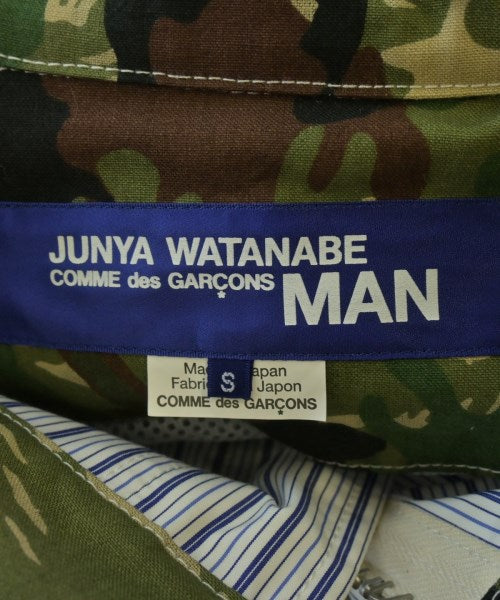 JUNYA WATANABE
COMME des GARÇONS MAN
Japan
S
Japon
COMME des GARÇONS